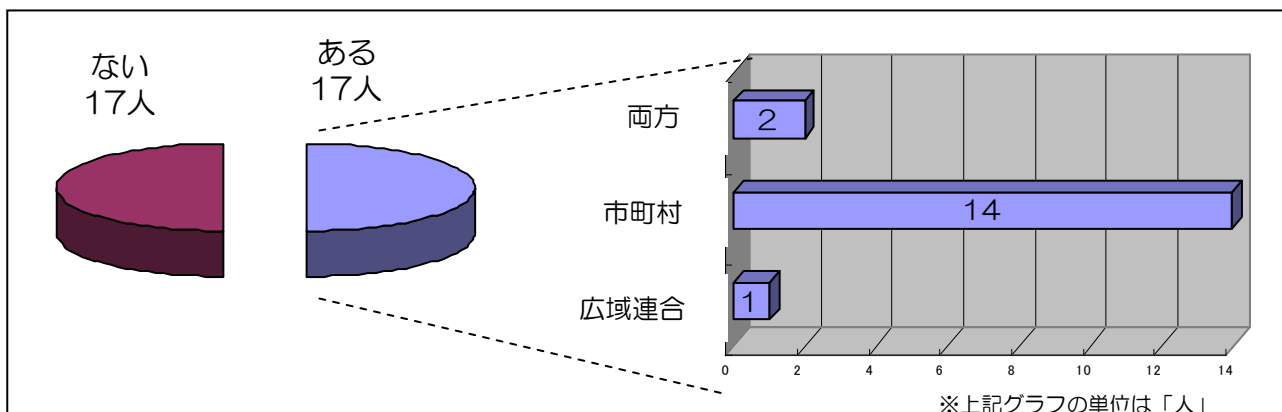 ない
17人
ある
17人
両方
2
市町村
14
広域連合
1
0 2 4 6 8 10 12 14
※上記グラフの単位は「人」